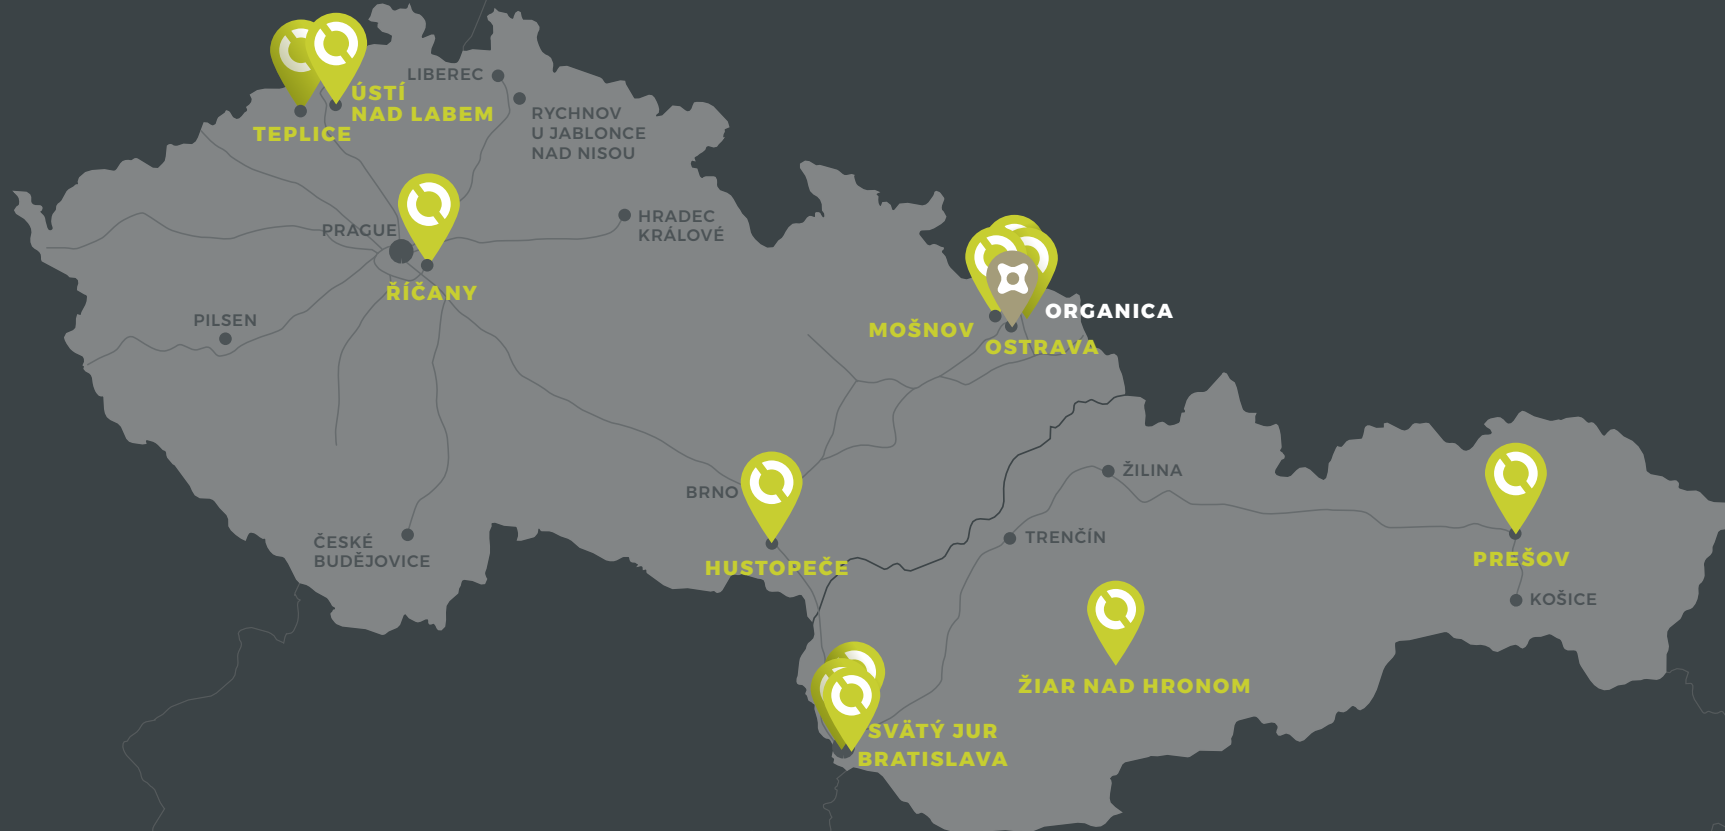 LIBEREC
ÚSTÍ
NAD LABEM
TEPLICE
RYCHNOV
U JABLONCE
NAD NISOU
PRAGUE
HRADEC
KRÁLOVÉ
ŘÍČANY
PILSEN
ORGANICA
MOŠNOV
OSTRAVA
BRNO
ŽILINA
TRENČÍN
ČESKÉ
BUDĚJOVICE
HUSTOPEČE
PREŠOV
KOŠICE
ŽIAR NAD HRONOM
SVÄTÝ JUR
BRATISLAVA